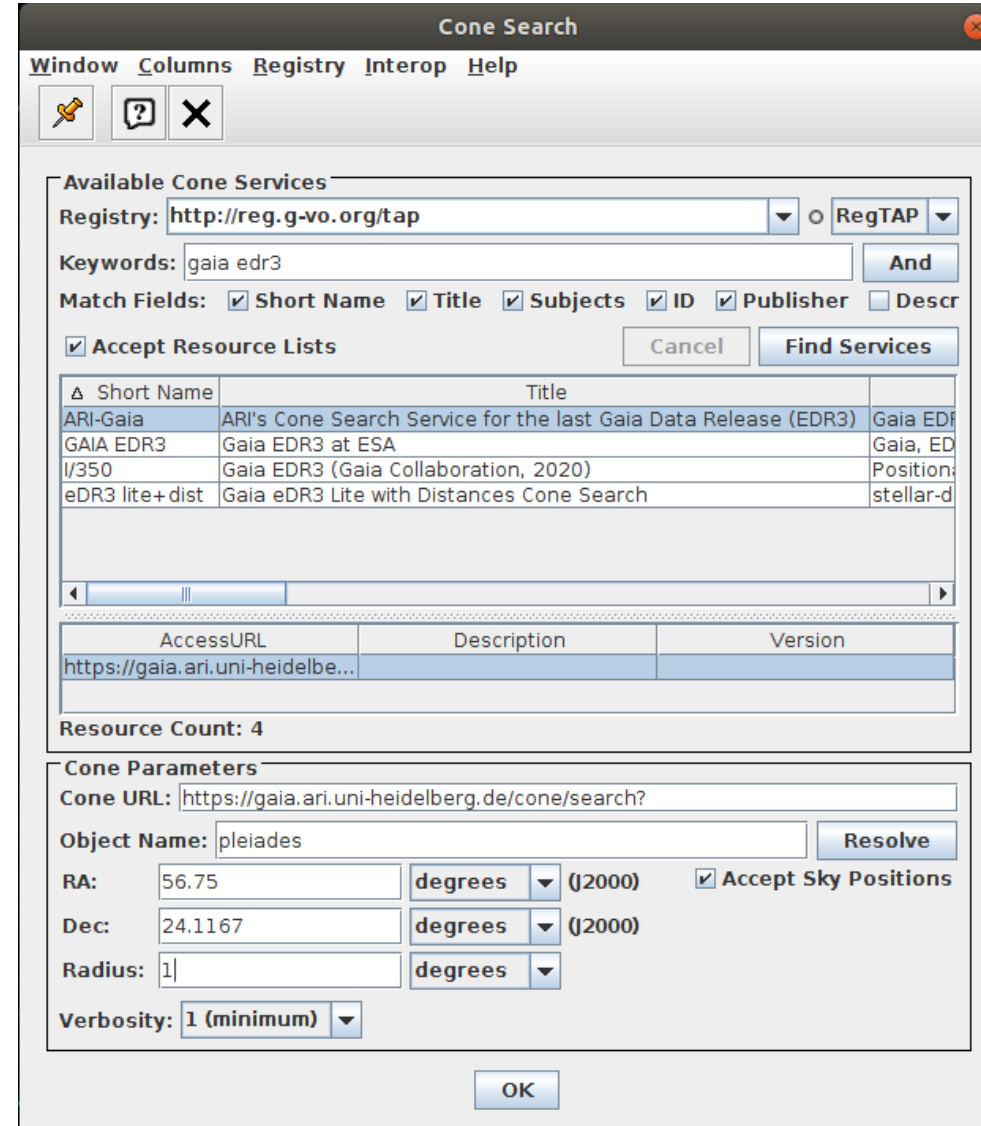 Cone Search
Window Columns Registry Interop Help
Available Cone Services
Registry: http://reg.g-vo.org/tap RegTAP
Keywords: gaia edr3 And
Match Fields: Short Name Title Subjects ID Publisher Descr
Accept Resource Lists Cancel Find Services
Short Name Title
ARI-Gaia ARI's Cone Search Service for the last Gaia Data Release (EDR3) Gaia EDR
GAIA EDR3 Gaia EDR3 at ESA Gaia, ED
I/350 Gaia EDR3 (Gaia Collaboration, 2020) Position
eDR3 lite+dist Gaia eDR3 Lite with Distances Cone Search stellar-d
AccessURL Description Version
https://gaia.ari.uni-heidelbe...
Resource Count: 4
Cone Parameters
Cone URL: https://gaia.ari.uni-heidelberg.de/cone/search?
Object Name: pleiades Resolve
RA: 56.75 degrees (J2000) Accept Sky Positions
Dec: 24.1167 degrees (J2000)
Radius: 1 degrees
Verbosity: 1 (minimum)
OK